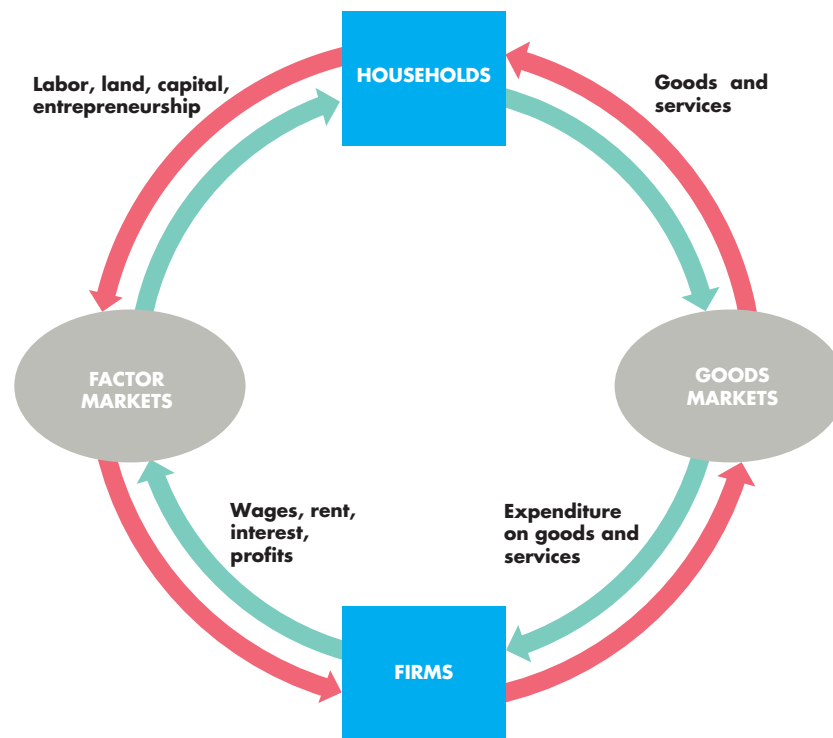 HOUSEHOLDS
Labor, land, capital,
entrepreneurship
Goods and
services
FACTOR
MARKETS
GOODS
MARKETS
Wages, rent,
interest,
profits
Expenditure
on goods and
services
FIRMS